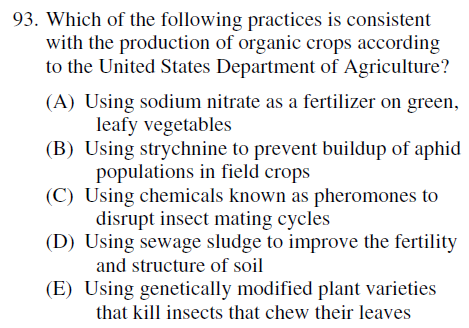 93. Which of the following practices is consistent
with the production of organic crops according
to the United States Department of Agriculture?
(A) Using sodium nitrate as a fertilizer on green,
leafy vegetables
(B) Using strychnine to prevent buildup of aphid
populations in field crops
(C) Using chemicals known as pheromones to
disrupt insect mating cycles
(D) Using sewage sludge to improve the fertility
and structure of soil
(E) Using genetically modified plant varieties
that kill insects that chew their leaves